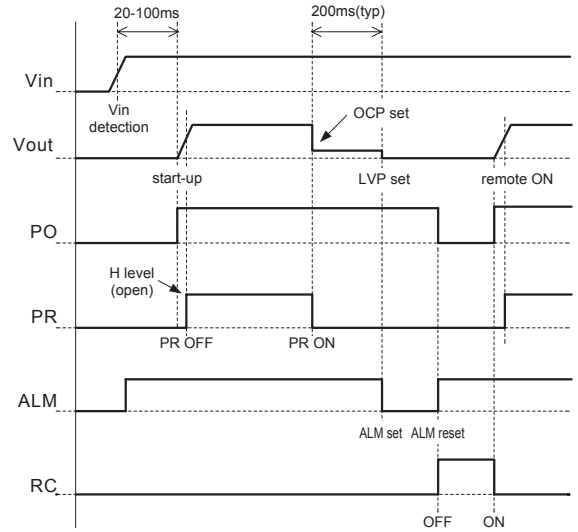 20-100ms
200ms(typ)
Vin
Vin
detection
OCP set
Vout
start-up
LVP set
remote ON
PO
H level
(open)
PR
PR OFF
PR ON
ALM
ALM set
ALM reset
RC
OFF
ON